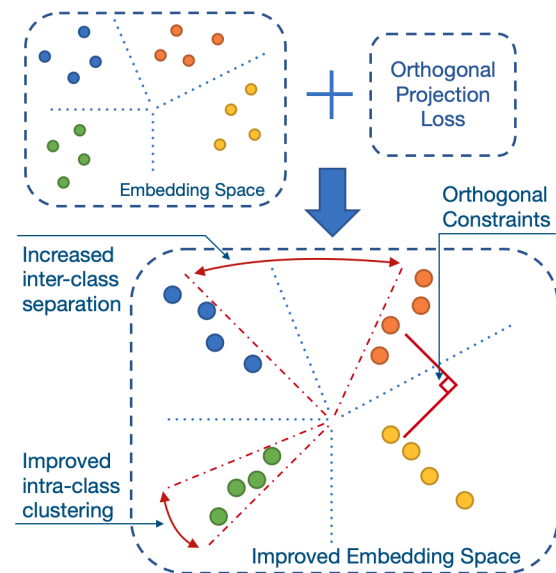 Orthogonal
Projection
Loss
Embedding Space
Orthogonal
Constraints
Increased
inter-class
separation
Improved
intra-class
clustering
Improved Embedding Space